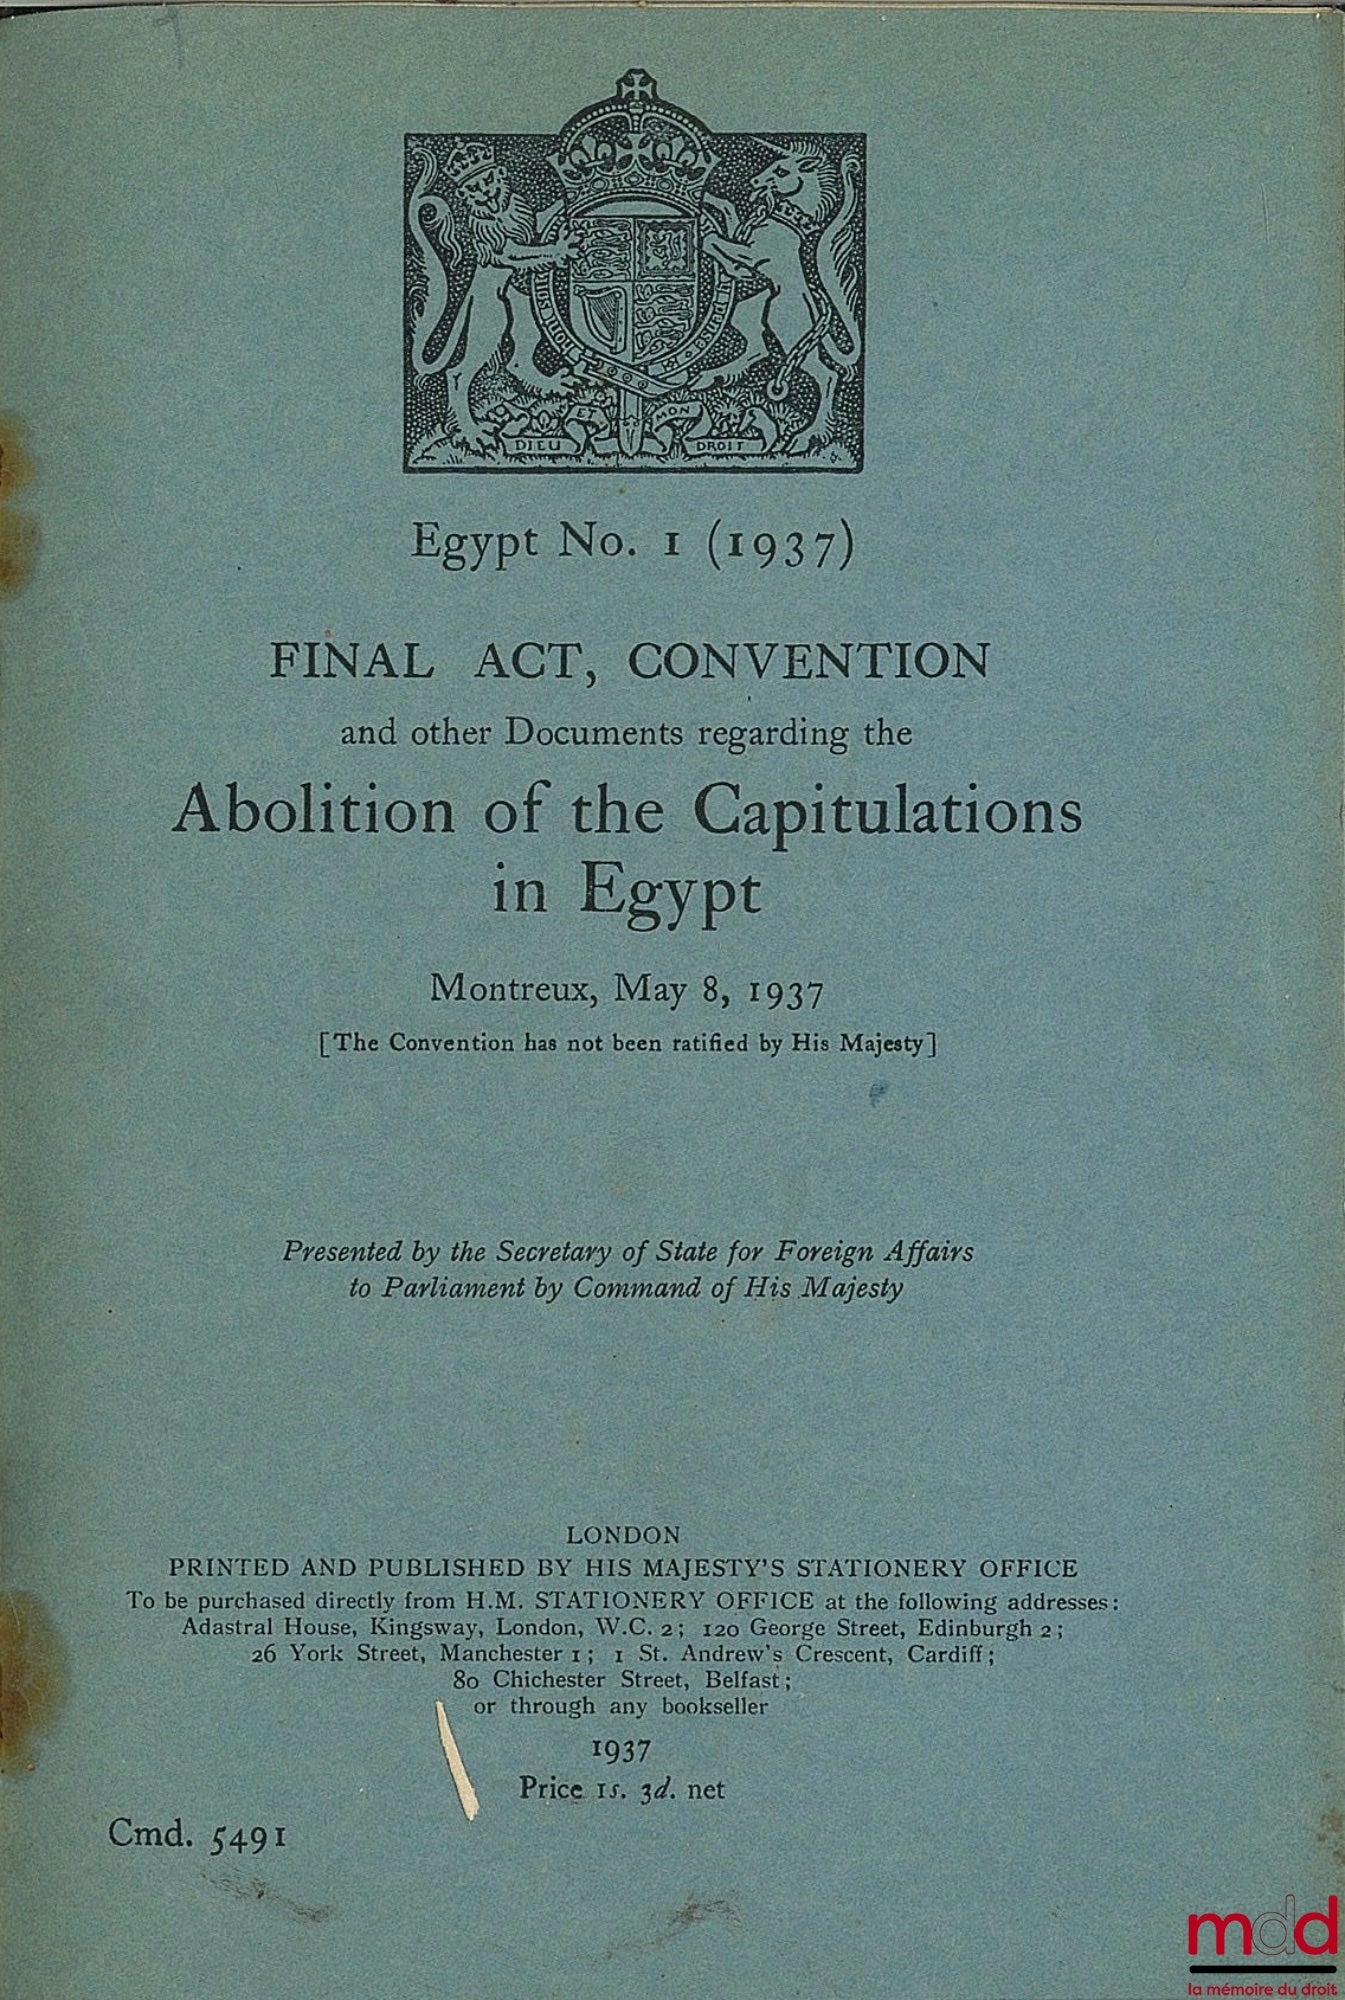 HONI SOIT
DIEU ET MON DROIT
Egypt No. 1 (1937)
FINAL ACT, CONVENTION
and other Documents regarding the
Abolition of the Capitulations
in Egypt
Montreux, May 8, 1937
[The Convention has not been ratified by His Majesty]
Presented by the Secretary of State for Foreign Affairs
to Parliament by Command of His Majesty
LONDON
PRINTED AND PUBLISHED BY HIS MAJESTY'S STATIONERY OFFICE
To be purchased directly from H.M. STATIONERY OFFICE at the following addresses:
Adastral House, Kingsway, London, W.C. 2; 120 George Street, Edinburgh 2;
26 York Street, Manchester 1; 1 St. Andrew's Crescent, Cardiff;
80 Chichester Street, Belfast;
or through any bookseller
1937
Price 1s. 3d. net
Cmd. 5491
mdd
la mémoire du droit